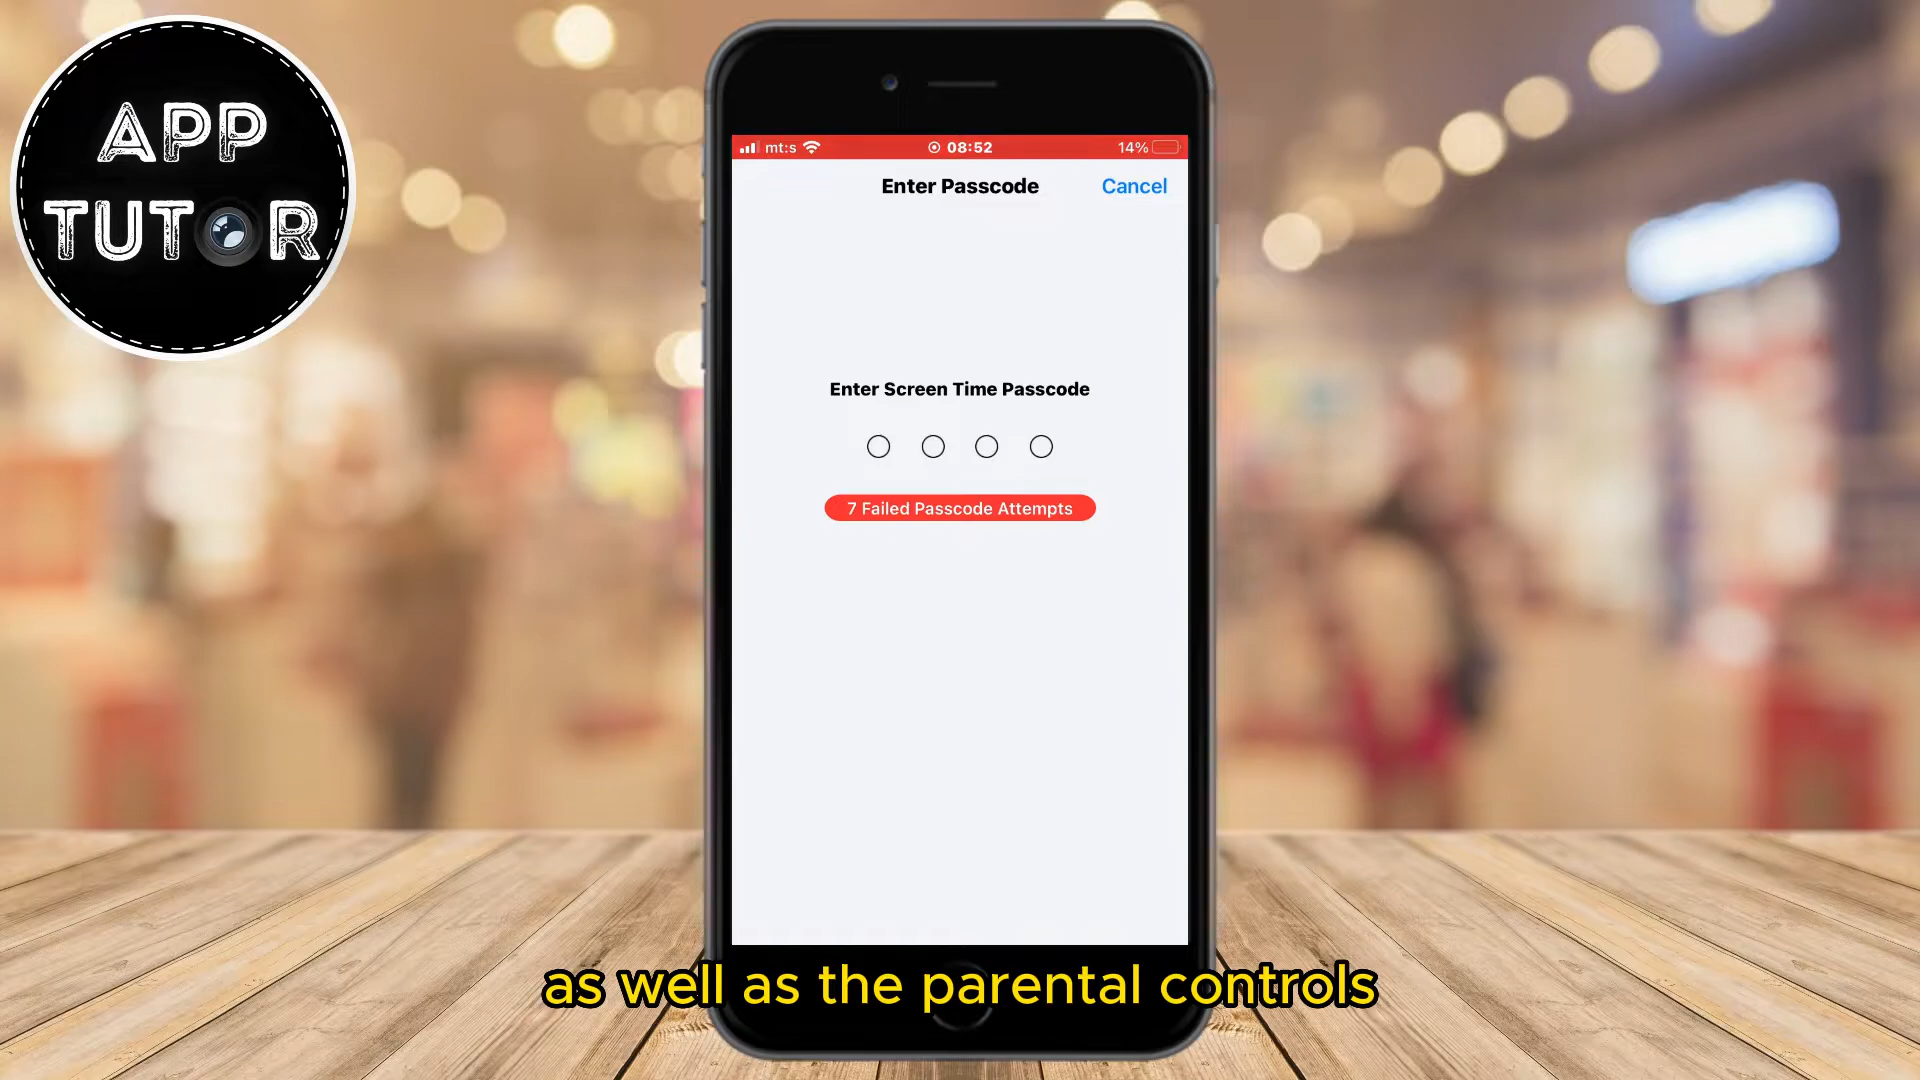 APP
TUTOR
mt:s
08:52
14%
Enter Passcode
Cancel
Enter Screen Time Passcode
7 Failed Passcode Attempts
as well as the parental controls